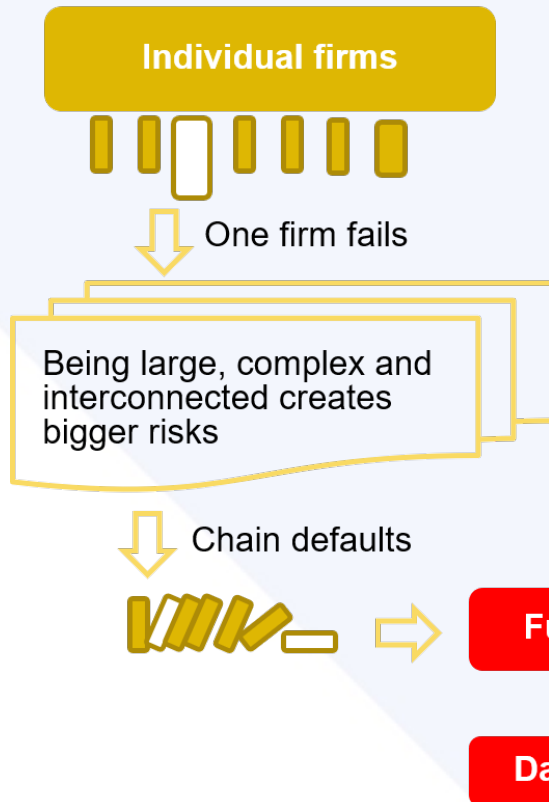 Individual firms
One firm fails
Being large, complex and
interconnected creates
bigger risks
Chain defaults